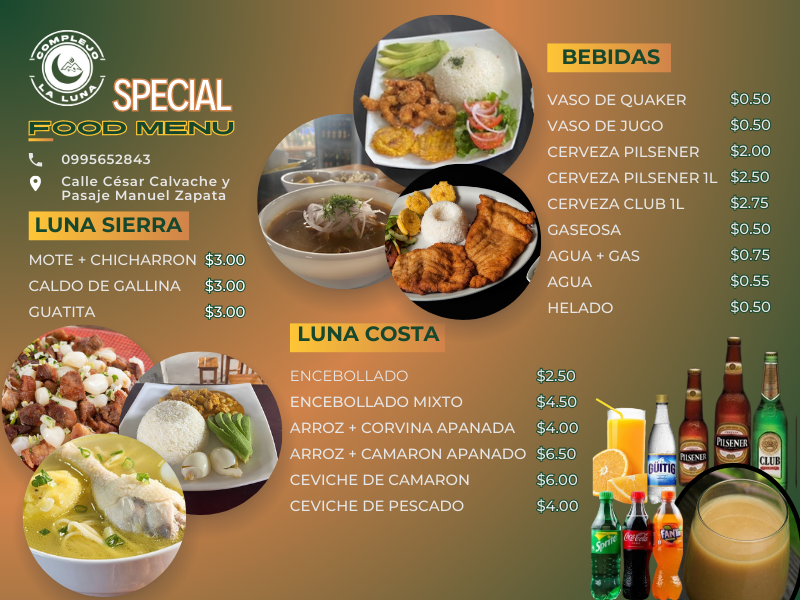 COMPLEJO
LA LUNA
SPECIAL
FOOD MENU
0995652843
Calle César Calvache y
Pasaje Manuel Zapata
LUNA SIERRA
MOTE + CHICHARRON $3.00
CALDO DE GALLINA $3.00
GUATITA $3.00
LUNA COSTA
ENCEBOLLADO $2.50
ENCEBOLLADO MIXTO $4.50
ARROZ + CORVINA APANADA $4.00
ARROZ + CAMARON APANADO $6.50
CEVICHE DE CAMARON $6.00
CEVICHE DE PESCADO $4.00
BEBIDAS
VASO DE QUAKER $0.50
VASO DE JUGO $0.50
CERVEZA PILSENER $2.00
CERVEZA PILSENER 1L $2.50
CERVEZA CLUB 1L $2.75
GASEOSA $0.50
AGUA + GAS $0.75
AGUA $0.55
HELADO $0.50
GÜITIG
PILSENER
PILSENER
CLUB
Sprite
Coca-Cola
FANTA